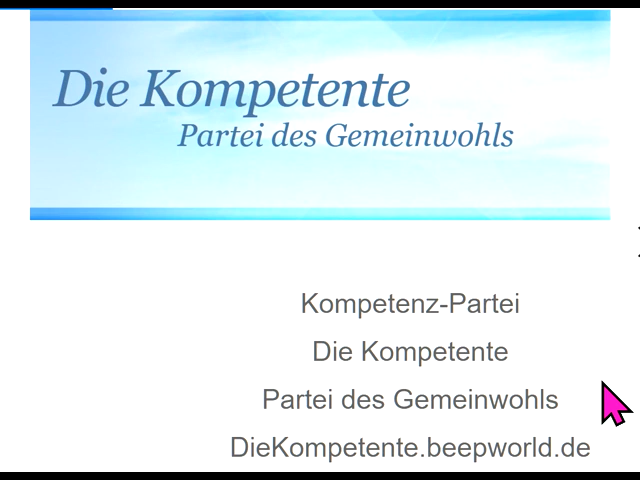 Die Kompetente
Partei des Gemeinwohls
Kompetenz-Partei
Die Kompetente
Partei des Gemeinwohls
DieKompetente.beepworld.de